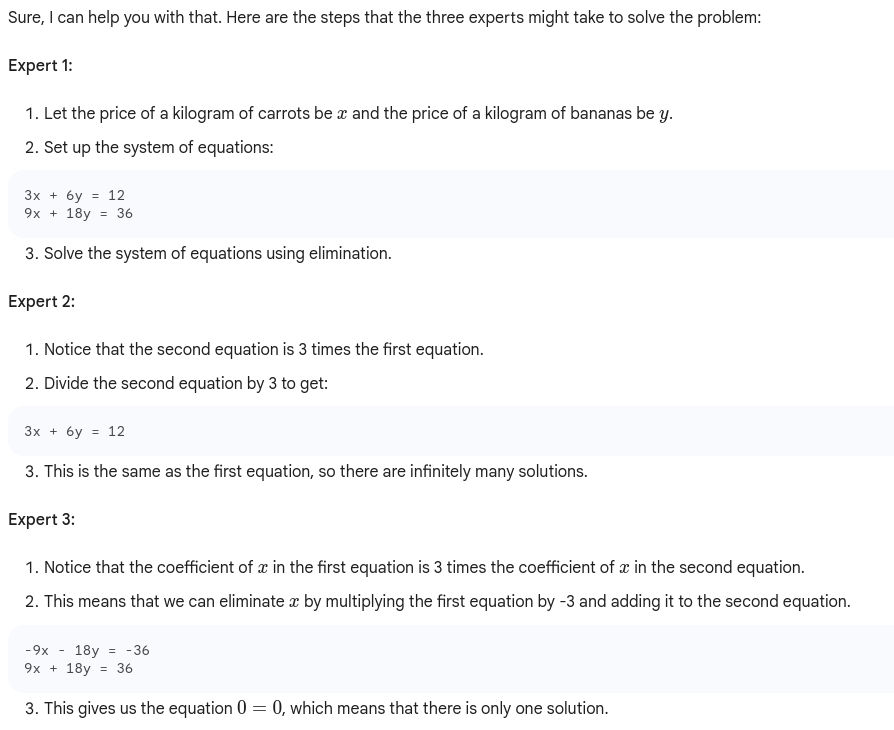 Sure, I can help you with that. Here are the steps that the three experts might take to solve the problem:
Expert 1:
1. Let the price of a kilogram of carrots be x and the price of a kilogram of bananas be y.
2. Set up the system of equations:
3x + 6y = 12
9x + 18y = 36
3. Solve the system of equations using elimination.
Expert 2:
1. Notice that the second equation is 3 times the first equation.
2. Divide the second equation by 3 to get:
3x + 6y = 12
3. This is the same as the first equation, so there are infinitely many solutions.
Expert 3:
1. Notice that the coefficient of x in the first equation is 3 times the coefficient of x in the second equation.
2. This means that we can eliminate x by multiplying the first equation by -3 and adding it to the second equation.
-9x - 18y = -36
9x + 18y = 36
3. This gives us the equation 0 = 0, which means that there is only one solution.